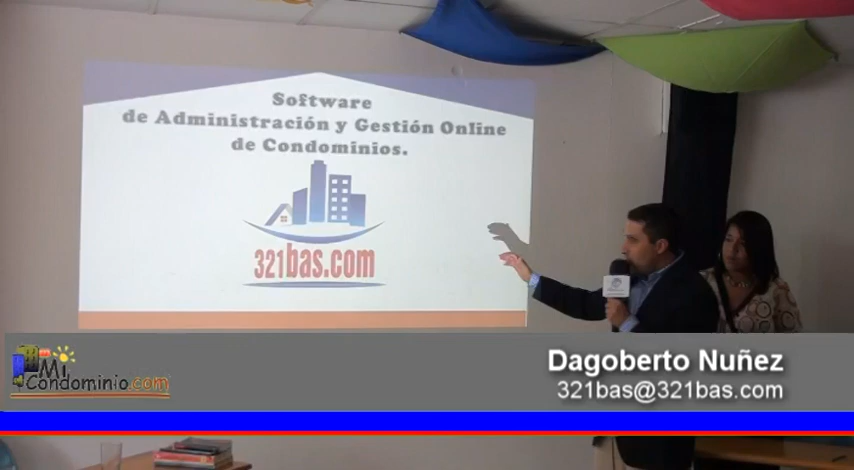 Software
de Administración y Gestión Online
de Condominios.
321bas.com
Mi
Condominio.com
Dagoberto Nuñez
321bas@321bas.com